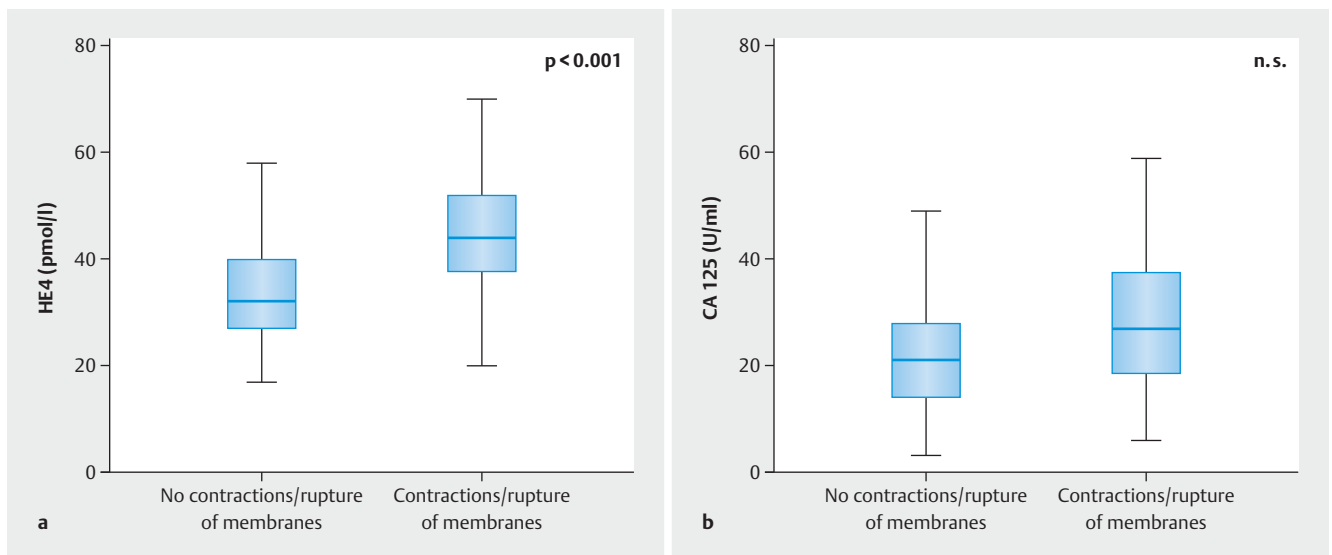 80
60
40
20
0
HE4 (pmol/l)
p < 0.001
No contractions/rupture
of membranes
Contractions/rupture
of membranes
a
80
60
40
20
0
CA 125 (U/ml)
n. s.
No contractions/rupture
of membranes
Contractions/rupture
of membranes
b